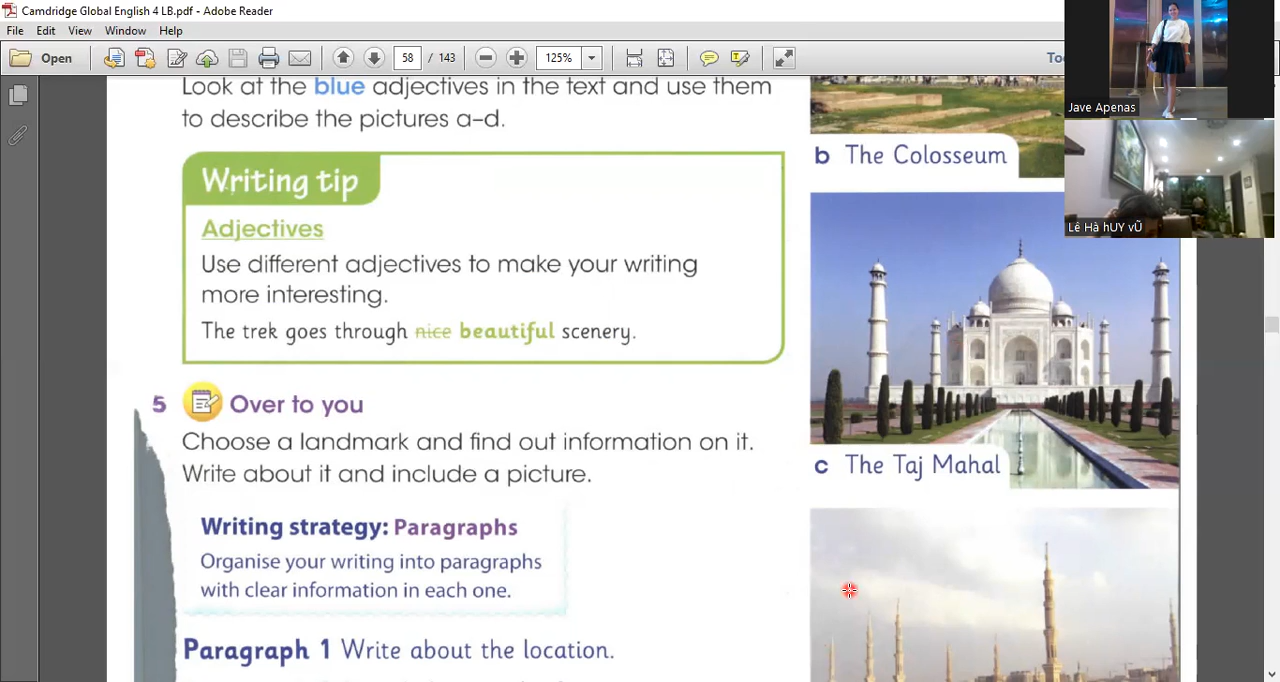 Camdridge Global English 4 LB.pdf - Adobe Reader
File Edit View Window Help
Open
58 / 143
125%
Look at the blue adjectives in the text and use them
to describe the pictures a–d.
Writing tip
Adjectives
Use different adjectives to make your writing
more interesting.
The trek goes through nice beautiful scenery.
5 Over to you
Choose a landmark and find out information on it.
Write about it and include a picture.
Writing strategy: Paragraphs
Organise your writing into paragraphs
with clear information in each one.
Paragraph 1 Write about the location.
b The Colosseum
c The Taj Mahal
Jave Apenas
Lê Hà hUY vŨ